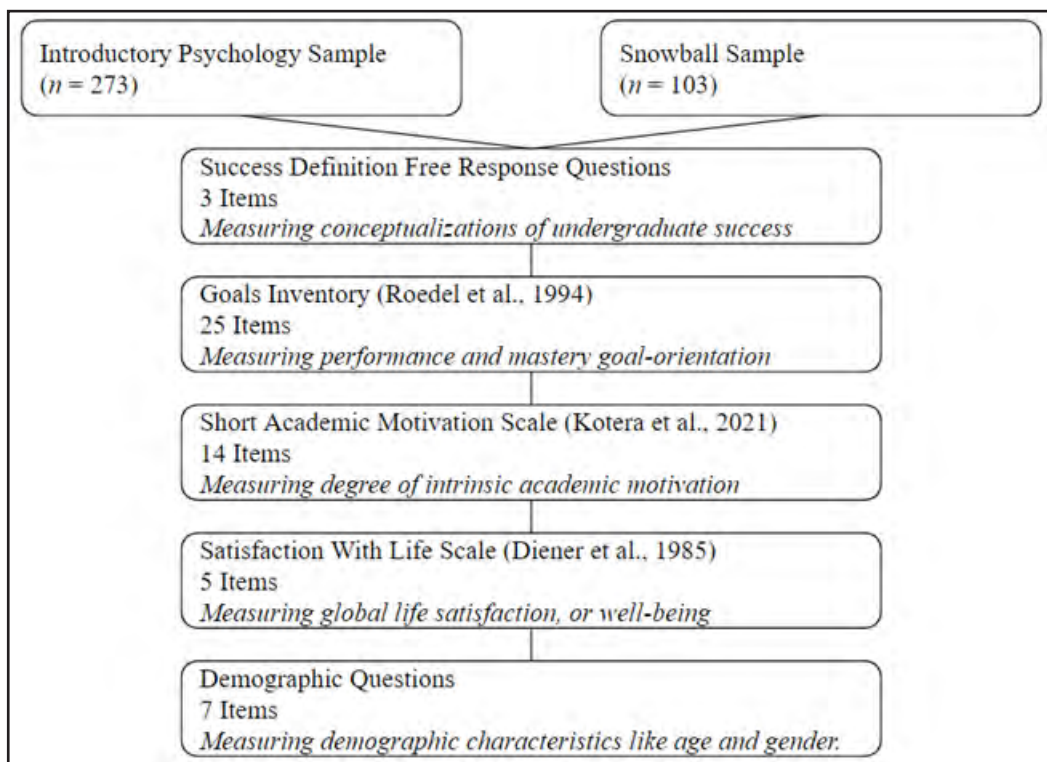 Introductory Psychology Sample
(n = 273)
Snowball Sample
(n = 103)
Success Definition Free Response Questions
3 Items
Measuring conceptualizations of undergraduate success
Goals Inventory (Roedel et al., 1994)
25 Items
Measuring performance and mastery goal-orientation
Short Academic Motivation Scale (Kotera et al., 2021)
14 Items
Measuring degree of intrinsic academic motivation
Satisfaction With Life Scale (Diener et al., 1985)
5 Items
Measuring global life satisfaction, or well-being
Demographic Questions
7 Items
Measuring demographic characteristics like age and gender.